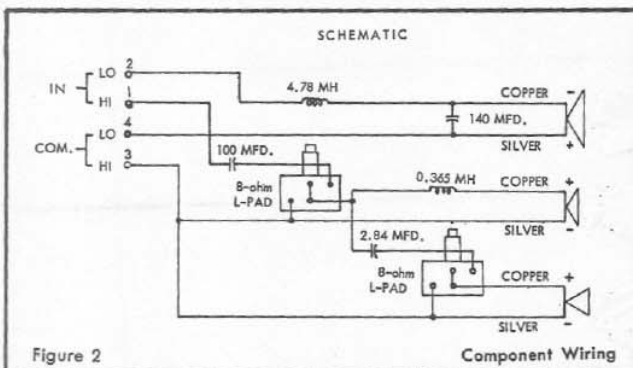 SCHEMATIC
IN
LO 2
HI 1
COM.
LO 4
HI 3
4.78 MH
COPPER -
140 MFD.
SILVER +
100 MFD.
8-ohm
L-PAD
0.365 MH
COPPER +
SILVER -
2.84 MFD.
8-ohm
L-PAD
COPPER +
SILVER -
Figure 2
Component Wiring